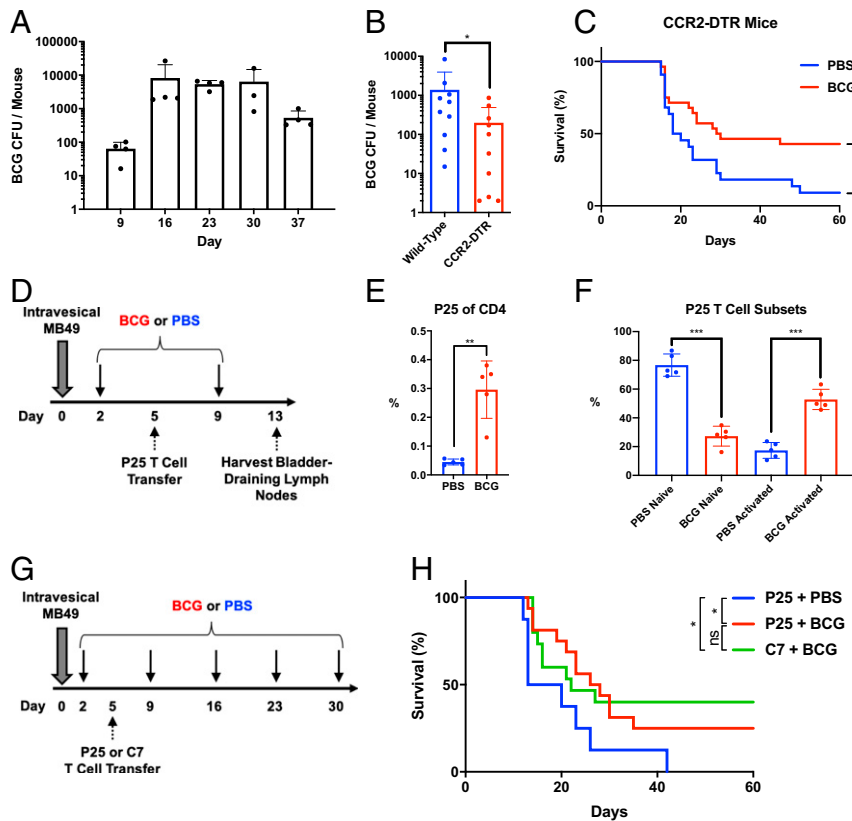 A
BCG CFU / Mouse
100000
10000
1000
100
10
1
9 16 23 30 37
Day
B
*
BCG CFU / Mouse
100000
10000
1000
100
10
1
Wild-Type
CCR2-DTR
C
CCR2-DTR Mice
PBS
BCG
Survival (%)
100
50
0
0 20 40 60
Days
D
Intravesical
MB49
BCG or PBS
Day 0 2 5 9 13
P25 T Cell
Transfer
Harvest Bladder-
Draining Lymph
Nodes
E
P25 of CD4
**
%
0.5
0.4
0.3
0.2
0.1
0.0
PBS BCG
F
P25 T Cell Subsets
*** ***
%
100
80
60
40
20
0
PBS Naive
BCG Naive
PBS Activated
BCG Activated
G
Intravesical
MB49
BCG or PBS
Day 0 2 5 9 16 23 30
P25 or C7
T Cell Transfer
H
* * ns
P25 + PBS
P25 + BCG
C7 + BCG
Survival (%)
100
50
0
0 20 40 60
Days